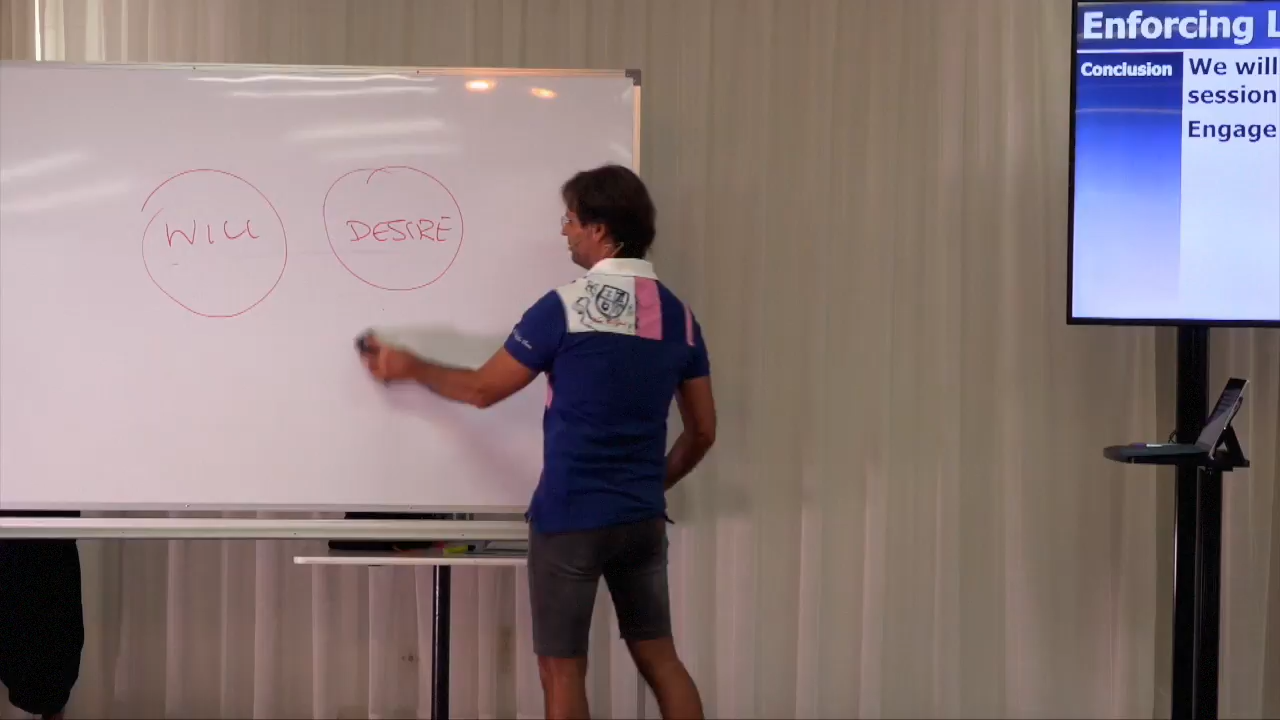 WILL
DESIRE
Enforcing L
Conclusion
We will
session
Engage